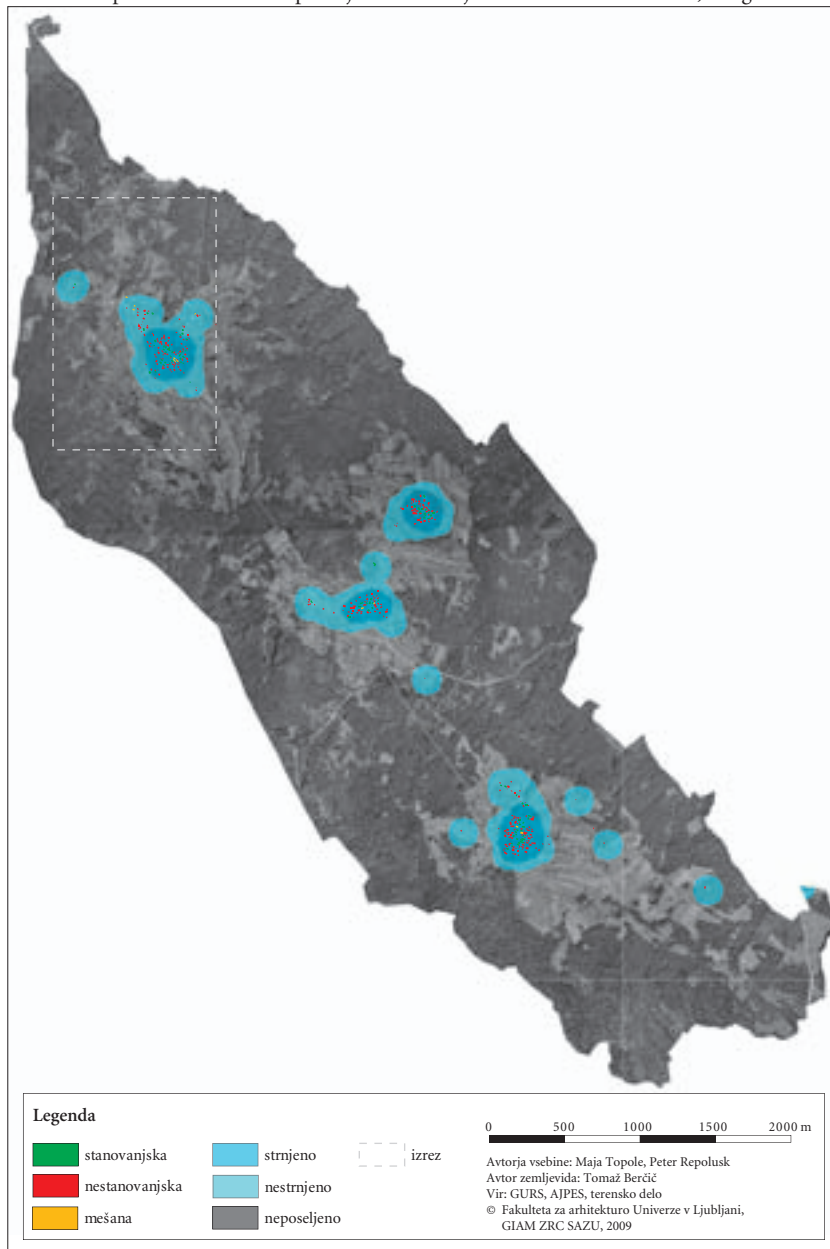 Legenda
stanovanjska
nestanovanjska
mešana
strnjeno
nestrnjeno
neposeljeno
izrez
0 500 1000 1500 2000 m
Avtorja vsebine: Maja Topole, Peter Repolusk
Avtor zemljevida: Tomaž Berčič
Vir: GURS, AJPES, terensko delo
© Fakulteta za arhitekturo Univerze v Ljubljani,
GIAM ZRC SAZU, 2009